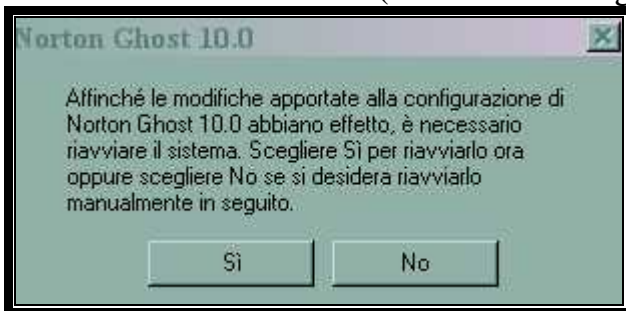 Norton Ghost 10.0
Affinché le modifiche apportate alla configurazione di
Norton Ghost 10.0 abbiano effetto, è necessario
riavviare il sistema. Scegliere Sì per riavviarlo ora
oppure scegliere No se si desidera riavviarlo
manualmente in seguito.
Sì No